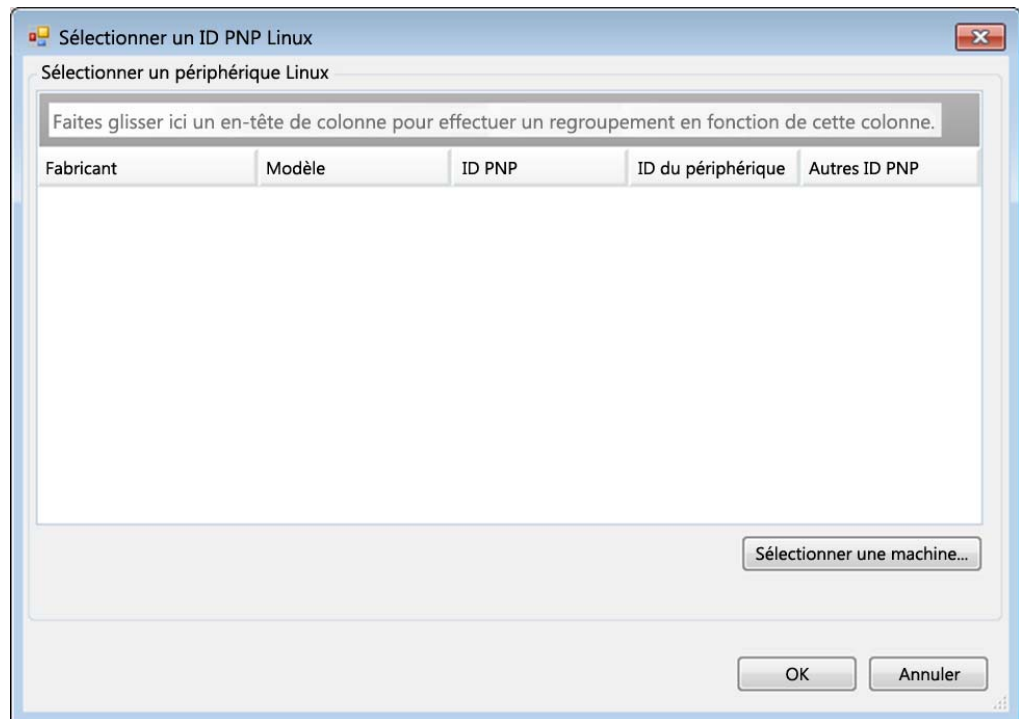 Sélectionner un ID PNP Linux
Sélectionner un périphérique Linux
Faites glisser ici un en-tête de colonne pour effectuer un regroupement en fonction de cette colonne.
Fabricant Modèle ID PNP ID du périphérique Autres ID PNP
Sélectionner une machine...
OK Annuler